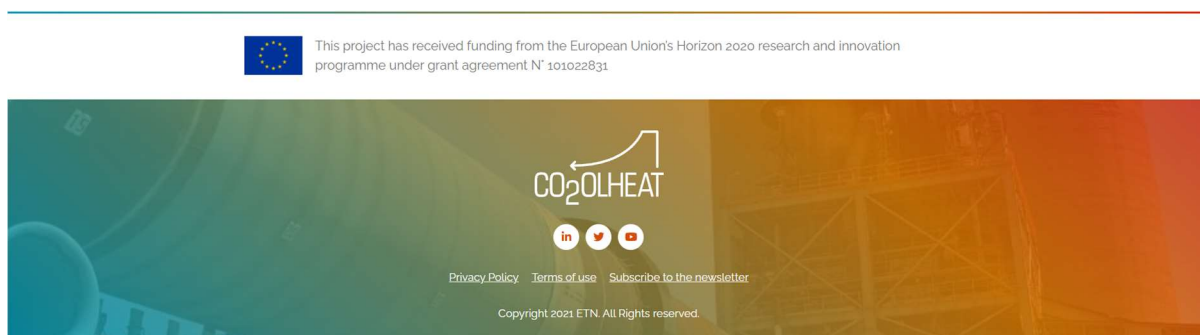 This project has received funding from the European Union's Horizon 2020 research and innovation
programme under grant agreement N° 101022831
CO2OLHEAT
in
Privacy Policy Terms of use Subscribe to the newsletter
Copyright 2021 ETN. All Rights reserved.